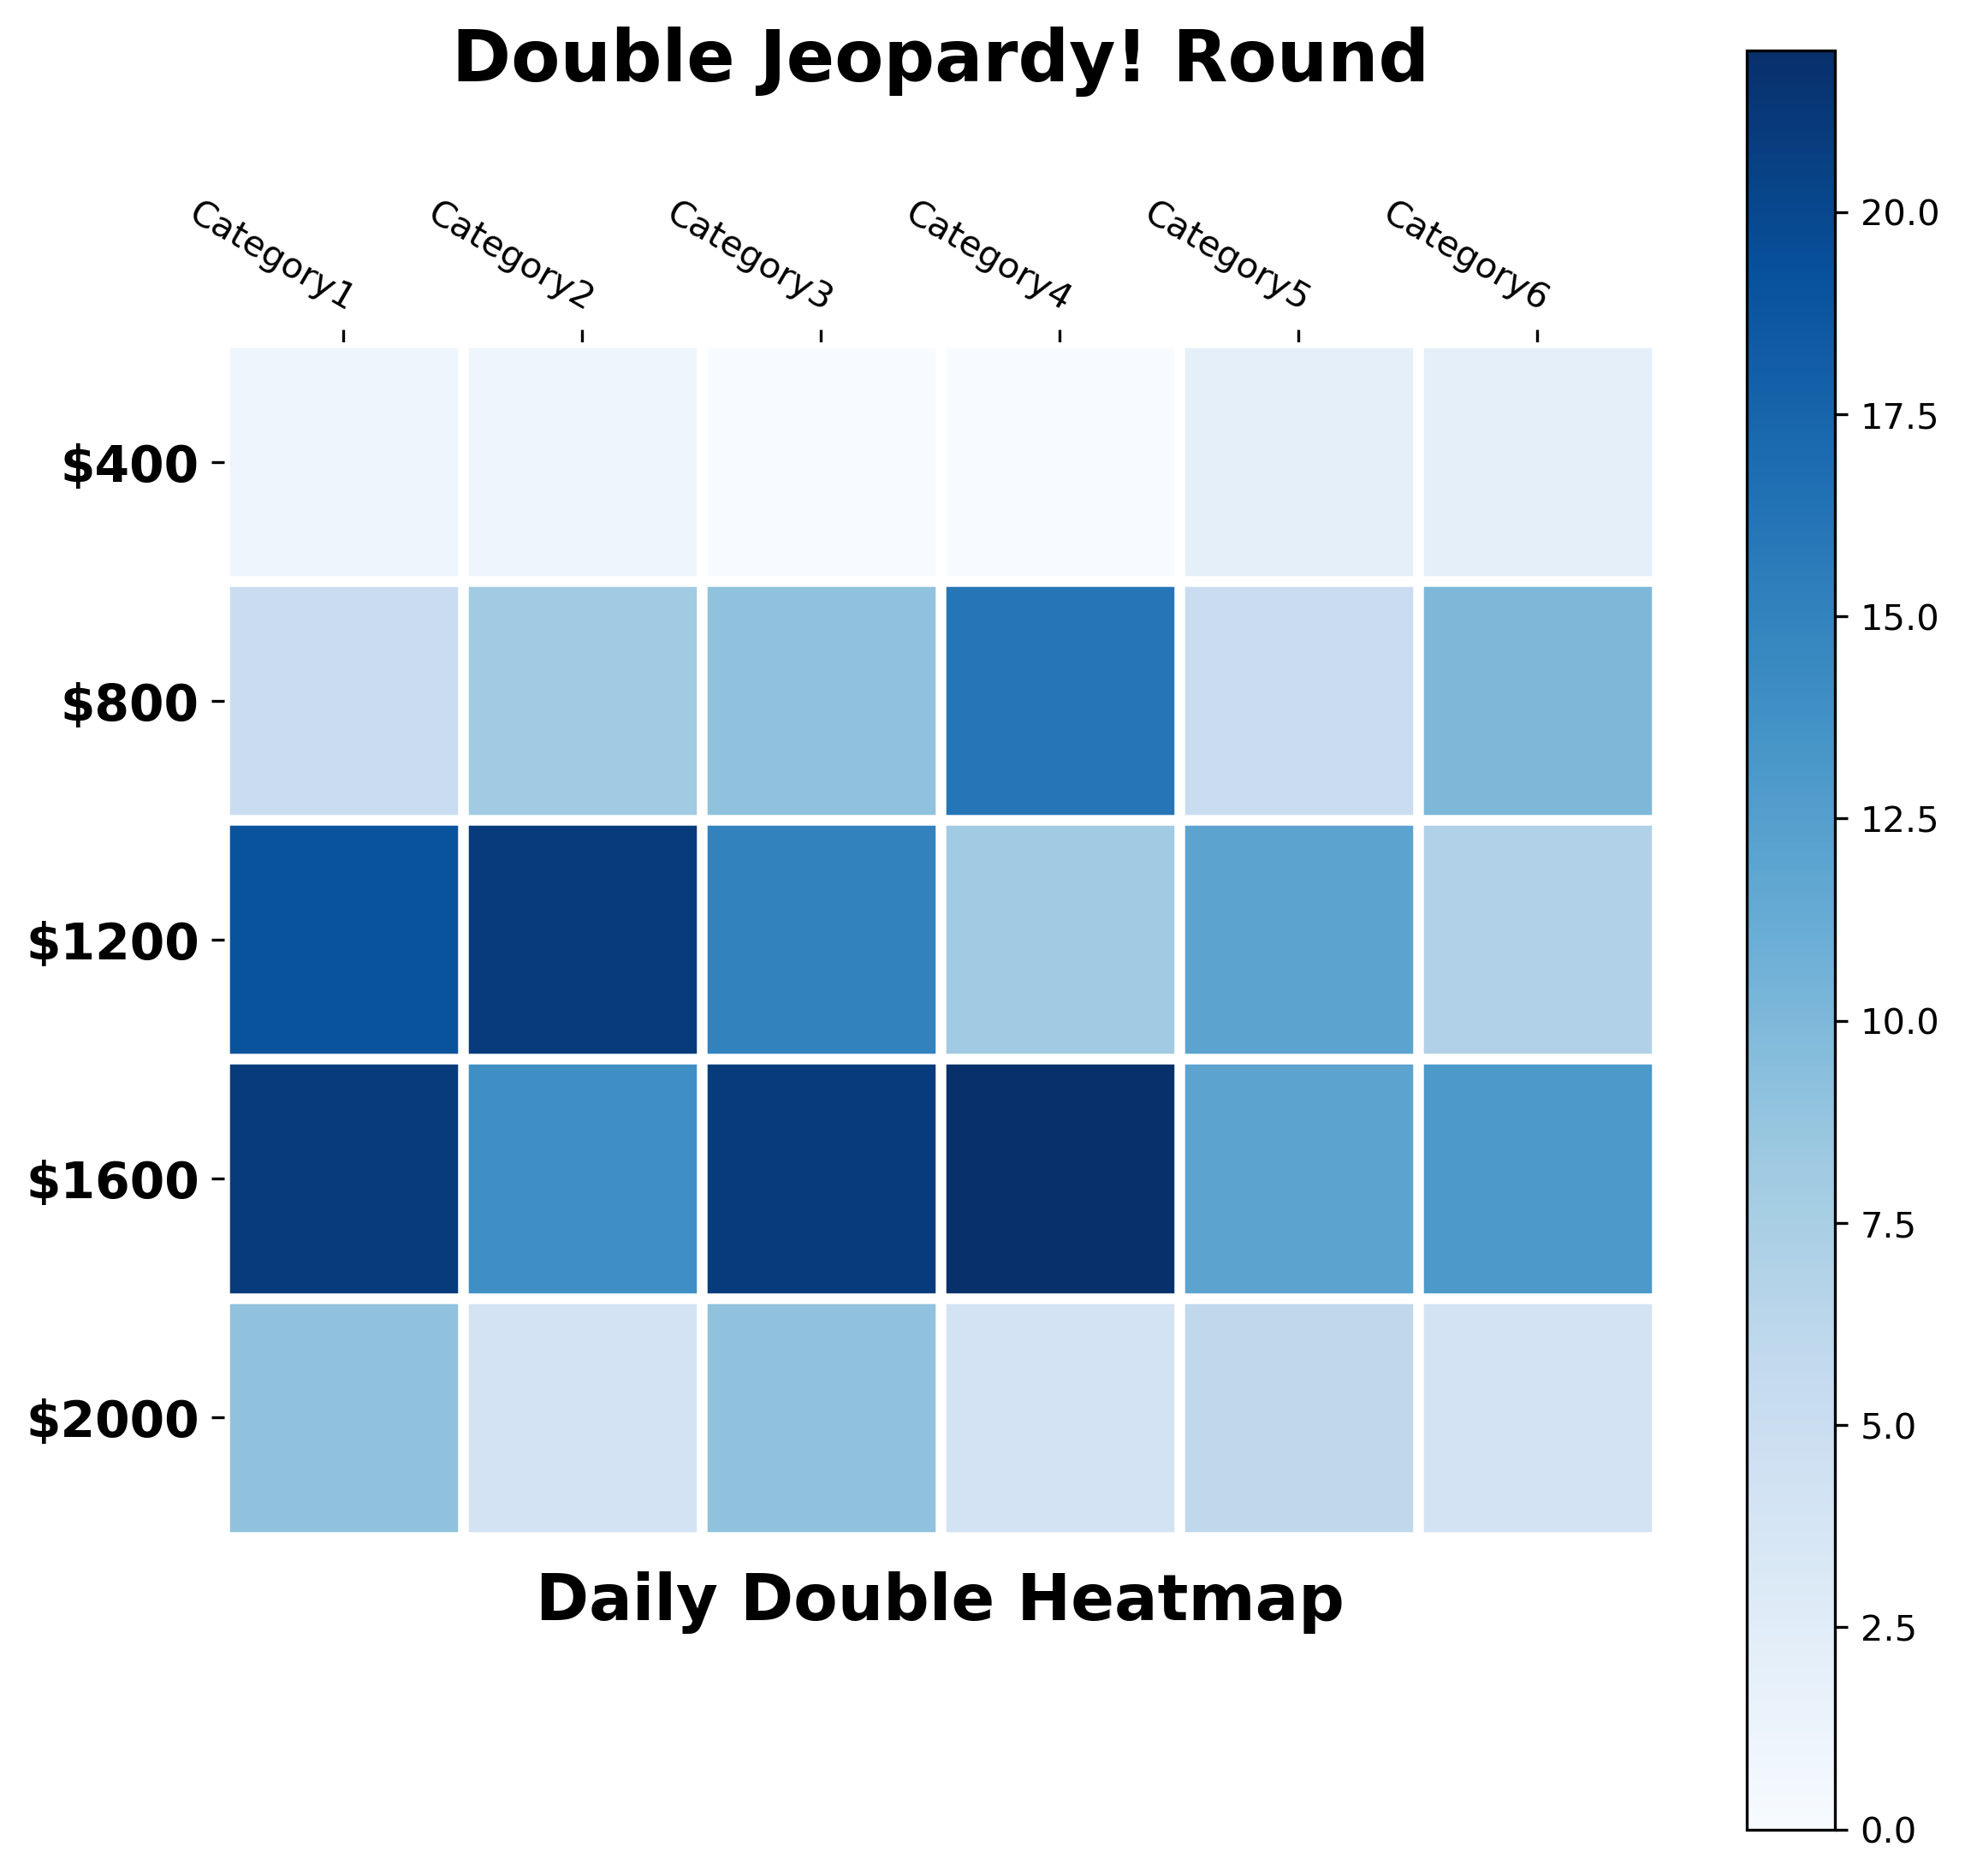 Double Jeopardy! Round
Category1
Category2
Category3
Category4
Category5
Category6
$400
$800
$1200
$1600
$2000
Daily Double Heatmap
20.0
17.5
15.0
12.5
10.0
7.5
5.0
2.5
0.0